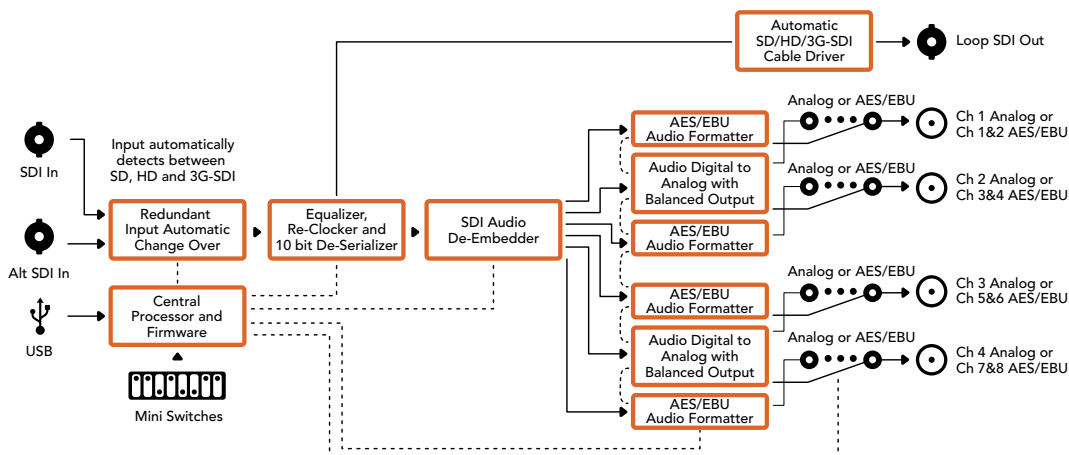 Automatic
SD/HD/3G-SDI
Cable Driver
Loop SDI Out
Input automatically
detects between
SD, HD and 3G-SDI
SDI In
Alt SDI In
USB
Redundant
Input Automatic
Change Over
Equalizer,
Re-Clocker and
10 bit De-Serializer
SDI Audio
De-Embedder
Central
Processor and
Firmware
Mini Switches
AES/EBU
Audio Formatter
Audio Digital to
Analog with
Balanced Output
AES/EBU
Audio Formatter
AES/EBU
Audio Formatter
Audio Digital to
Analog with
Balanced Output
AES/EBU
Audio Formatter
Analog or AES/EBU
Ch 1 Analog or
Ch 1&2 AES/EBU
Analog or AES/EBU
Ch 2 Analog or
Ch 3&4 AES/EBU
Analog or AES/EBU
Ch 3 Analog or
Ch 5&6 AES/EBU
Analog or AES/EBU
Ch 4 Analog or
Ch 7&8 AES/EBU